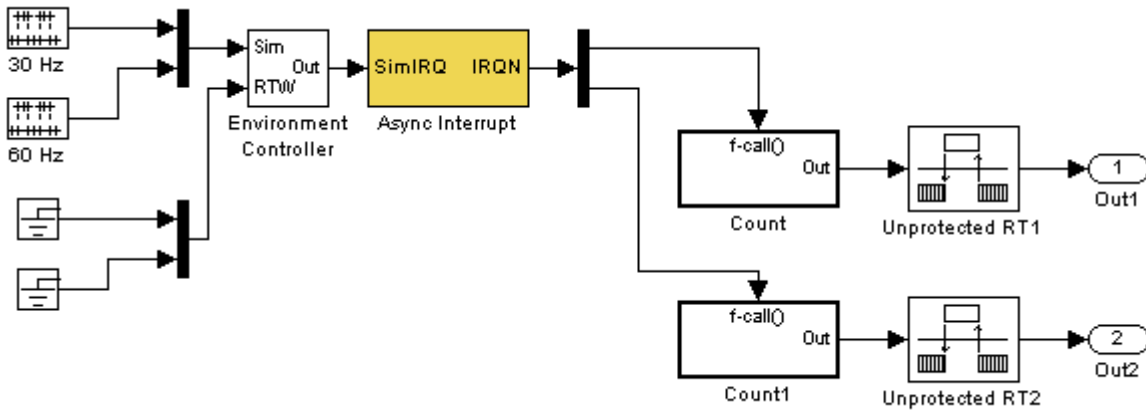 30 Hz
60 Hz
Sim
Out
RTW
Environment
Controller
SimIRQ IRQN
Async Interrupt
f-call()
Out
Count
Unprotected RT1
1
Out1
f-call()
Out
Count1
Unprotected RT2
2
Out2